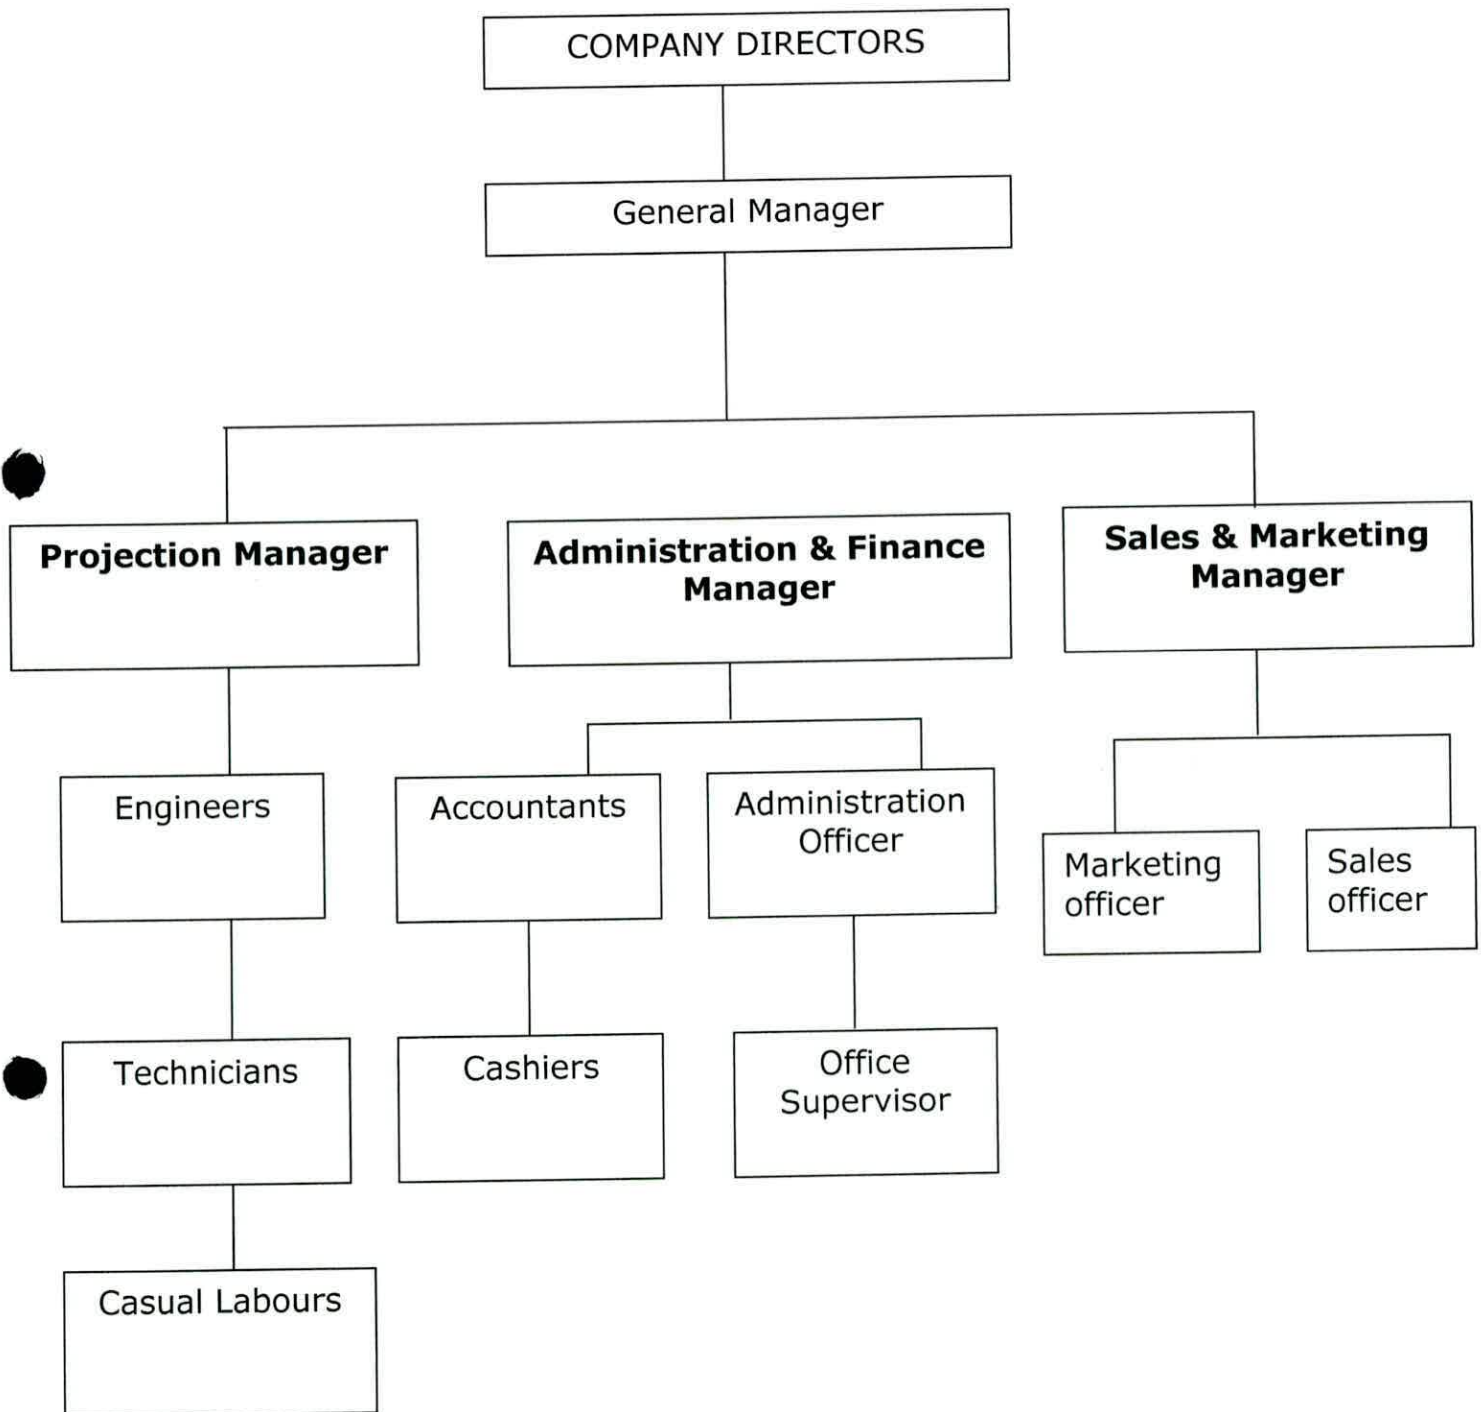 COMPANY DIRECTORS
General Manager
Projection Manager
Administration & Finance
Manager
Sales & Marketing
Manager
Engineers
Accountants
Administration
Officer
Marketing
officer
Sales
officer
Technicians
Cashiers
Office
Supervisor
Casual Labours